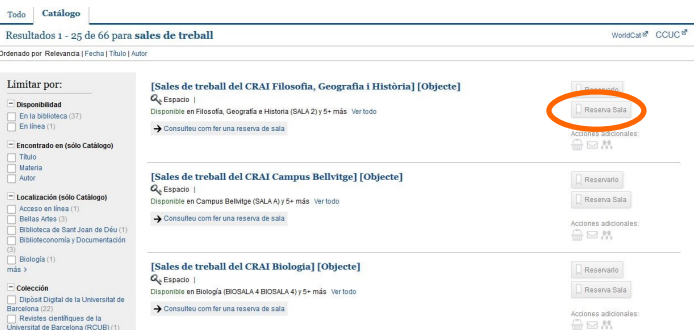 Todo Catálogo
Resultados 1 - 25 de 66 para sales de treball
WorldCat CCUC
Ordenado por Relevancia | Fecha | Título | Autor
Limitar por:
Disponibilidad
En la biblioteca (37)
En línea (1)
Encontrado en (sólo Catálogo)
Título
Materia
Autor
Localización (sólo Catálogo)
Acceso en línea (1)
Bellas Artes (3)
Biblioteca de Sant Joan de Déu (1)
Biblioteconomía y Documentación
(3)
Biología (1)
más >
Colección
Dipòsit Digital de la Universitat de
Barcelona (22)
Revistes científiques de la
Universitat de Barcelona (RCUB) (1)
[Sales de treball del CRAI Filosofia, Geografia i Història] [Objecte]
Espacio |
Disponible en Filosofía, Geografía e Historia (SALA 2) y 5+ más Ver todo
Consulteu com fer una reserva de sala
Reservarlo
Reserva Sala
Acciones adicionales:
[Sales de treball del CRAI Campus Bellvitge] [Objecte]
Espacio |
Disponible en Campus Bellvitge (SALA A) y 5+ más Ver todo
Consulteu com fer una reserva de sala
Reservarlo
Reserva Sala
Acciones adicionales:
[Sales de treball del CRAI Biologia] [Objecte]
Espacio |
Disponible en Biología (BIOSALA 4 BIOSALA 4) y 5+ más Ver todo
Consulteu com fer una reserva de sala
Reservarlo
Reserva Sala
Acciones adicionales: